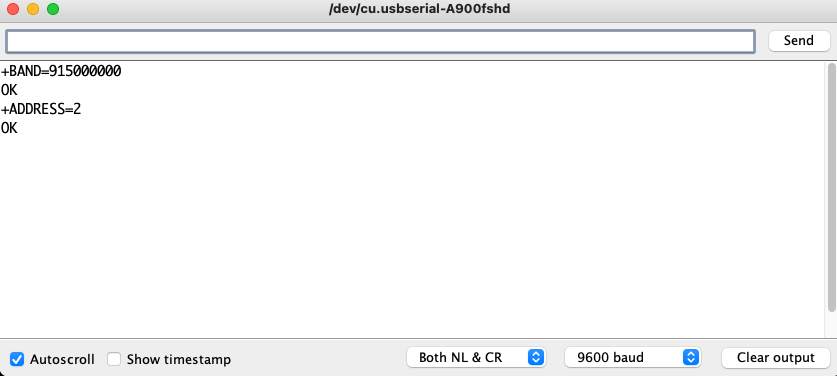 /dev/cu.usbserial-A900fshd
Send
+BAND=915000000
OK
+ADDRESS=2
OK
Autoscroll Show timestamp Both NL & CR 9600 baud Clear output